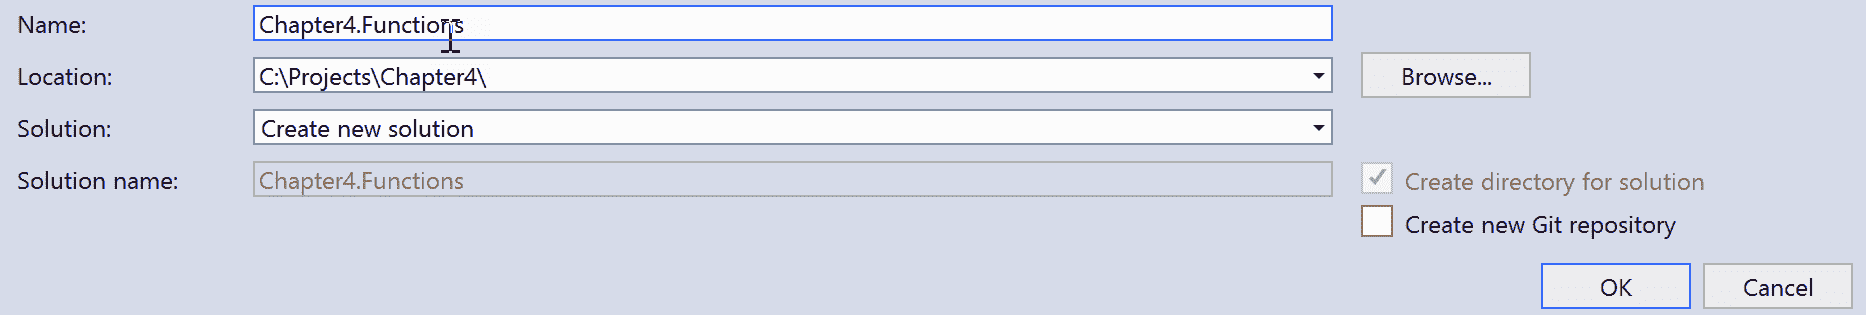 Name: Chapter4.Functions
Location: C:\Projects\Chapter4\ Browse...
Solution: Create new solution
Solution name: Chapter4.Functions Create directory for solution
Create new Git repository
OK Cancel